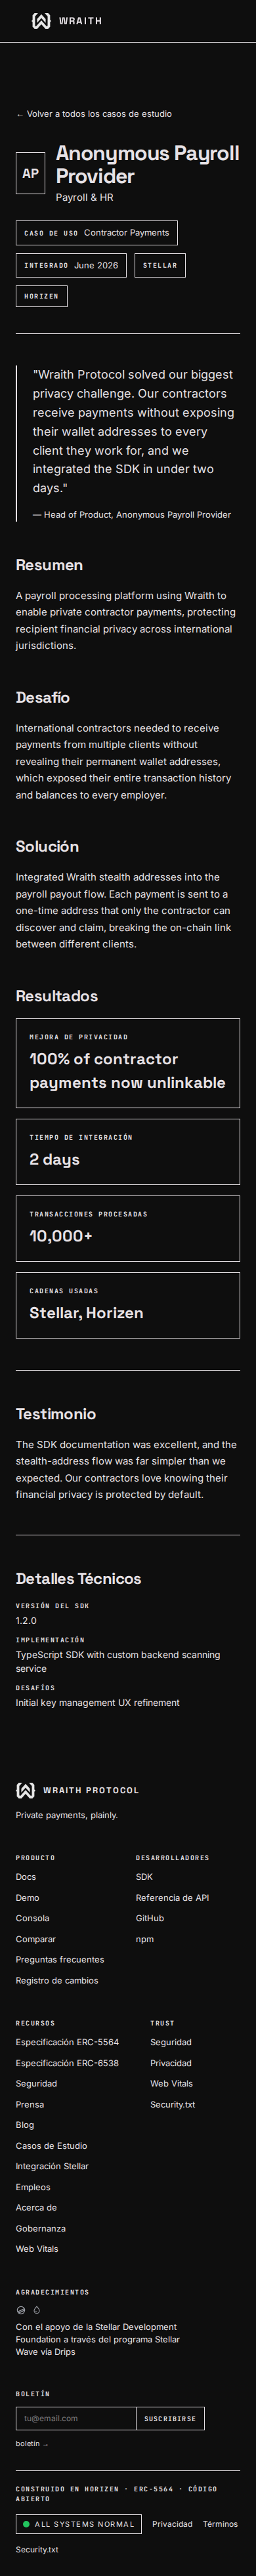 WRAITH
← Volver a todos los casos de estudio
AP
Anonymous Payroll
Provider
Payroll & HR
CASO DE USO Contractor Payments
INTEGRADO June 2026
STELLAR
HORIZEN
"Wraith Protocol solved our biggest
privacy challenge. Our contractors
receive payments without exposing
their wallet addresses to every
client they work for, and we
integrated the SDK in under two
days."
— Head of Product, Anonymous Payroll Provider
Resumen
A payroll processing platform using Wraith to
enable private contractor payments, protecting
recipient financial privacy across international
jurisdictions.
Desafío
International contractors needed to receive
payments from multiple clients without
revealing their permanent wallet addresses,
which exposed their entire transaction history
and balances to every employer.
Solución
Integrated Wraith stealth addresses into the
payroll payout flow. Each payment is sent to a
one-time address that only the contractor can
discover and claim, breaking the on-chain link
between different clients.
Resultados
MEJORA DE PRIVACIDAD
100% of contractor
payments now unlinkable
TIEMPO DE INTEGRACIÓN
2 days
TRANSACCIONES PROCESADAS
10,000+
CADENAS USADAS
Stellar, Horizen
Testimonio
The SDK documentation was excellent, and the
stealth-address flow was far simpler than we
expected. Our contractors love knowing their
financial privacy is protected by default.
Detalles Técnicos
VERSIÓN DEL SDK
1.2.0
IMPLEMENTACIÓN
TypeScript SDK with custom backend scanning
service
DESAFÍOS
Initial key management UX refinement
WRAITH PROTOCOL
Private payments, plainly.
PRODUCTO
Docs
Demo
Consola
Comparar
Preguntas frecuentes
Registro de cambios
DESARROLLADORES
SDK
Referencia de API
GitHub
npm
RECURSOS
Especificación ERC-5564
Especificación ERC-6538
Seguridad
Prensa
Blog
Casos de Estudio
Integración Stellar
Empleos
Acerca de
Gobernanza
Web Vitals
TRUST
Seguridad
Privacidad
Web Vitals
Security.txt
AGRADECIMIENTOS
Con el apoyo de la Stellar Development
Foundation a través del programa Stellar
Wave vía Drips
BOLETÍN
tu@email.com
SUSCRIBIRSE
boletín →
CONSTRUIDO EN HORIZEN · ERC-5564 · CÓDIGO
ABIERTO
ALL SYSTEMS NORMAL
Privacidad
Términos
Security.txt